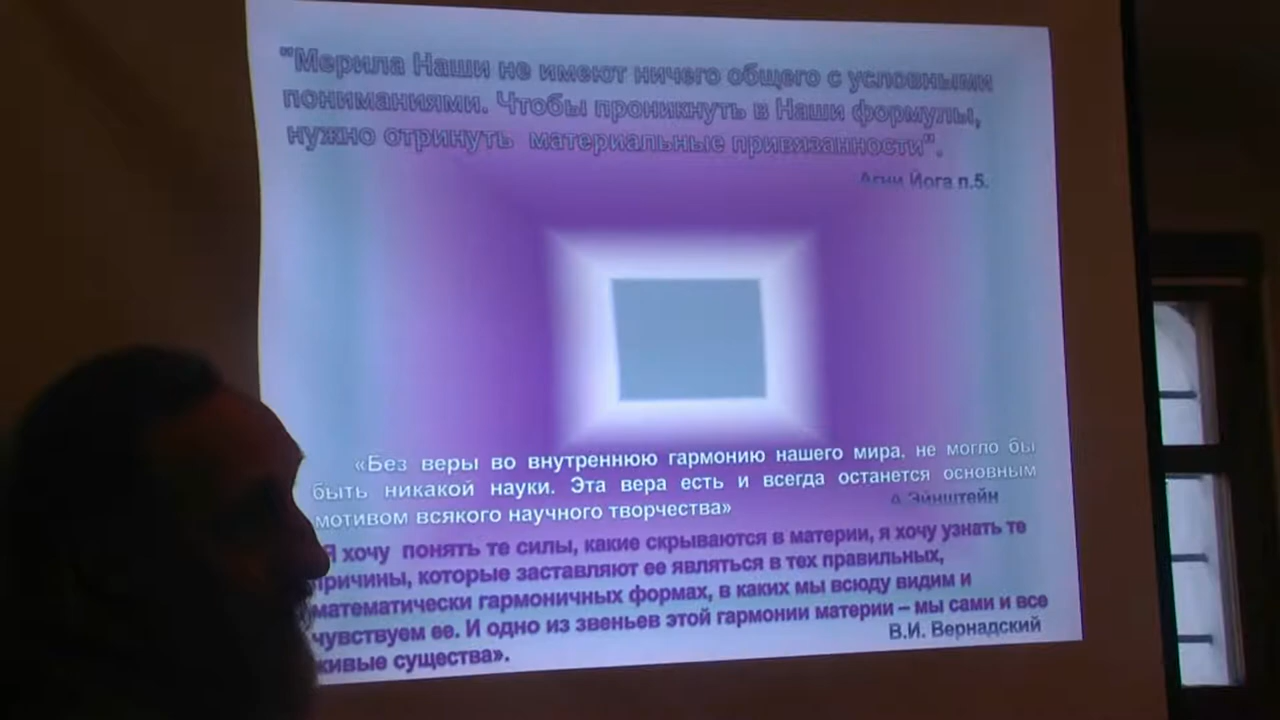 "Мерила Наши не имеют ничего общего с условными
пониманиями. Чтобы проникнуть в Наши формулы,
нужно отринуть материальные привязанности".
Агни Йога п.5.
«Без веры во внутреннюю гармонию нашего мира, не могло бы
быть никакой науки. Эта вера есть и всегда останется основным
мотивом всякого научного творчества»
А.Эйнштейн
Я хочу понять те силы, какие скрываются в материи, я хочу узнать те
причины, которые заставляют ее являться в тех правильных,
математически гармоничных формах, в каких мы всюду видим и
чувствуем ее. И одно из звеньев этой гармонии материи – мы сами и все
живые существа».
В.И. Вернадский